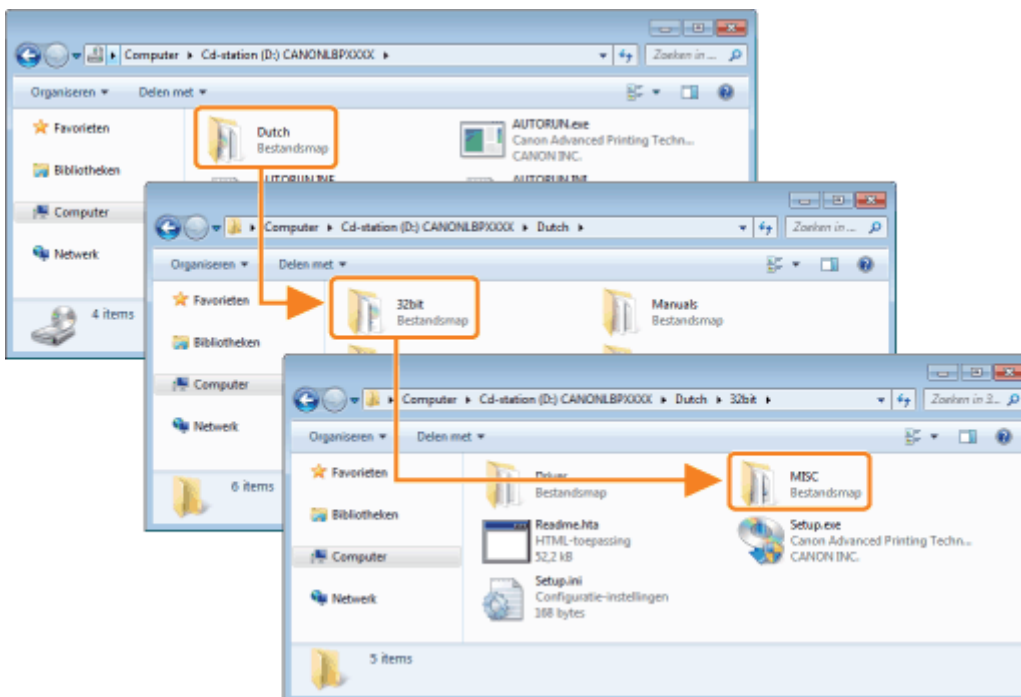 Computer ▸ Cd-station (D:) CANONLBPXXXX ▸
Zoeken in ...
Organiseren ▾ Delen met ▾
Favorieten
Bibliotheken
Computer
Netwerk
Dutch
Bestandsmap
AUTORUN.exe
Canon Advanced Printing Techn...
CANON INC.
AUTORUN.INF
AUTORUN.INI
4 items
Computer ▸ Cd-station (D:) CANONLBPXXXX ▸ Dutch ▸
Zoeken in ...
Organiseren ▾ Delen met ▾
Favorieten
Bibliotheken
Computer
Netwerk
32bit
Bestandsmap
Manuals
Bestandsmap
6 items
Computer ▸ Cd-station (D:) CANONLBPXXXX ▸ Dutch ▸ 32bit ▸
Zoeken in 3...
Organiseren ▾ Delen met ▾
Favorieten
Bibliotheken
Computer
Netwerk
Driver
Bestandsmap
MISC
Bestandsmap
Readme.hta
HTML-toepassing
52,2 kB
Setup.exe
Canon Advanced Printing Techn...
CANON INC.
Setup.ini
Configuratie-instellingen
168 bytes
5 items